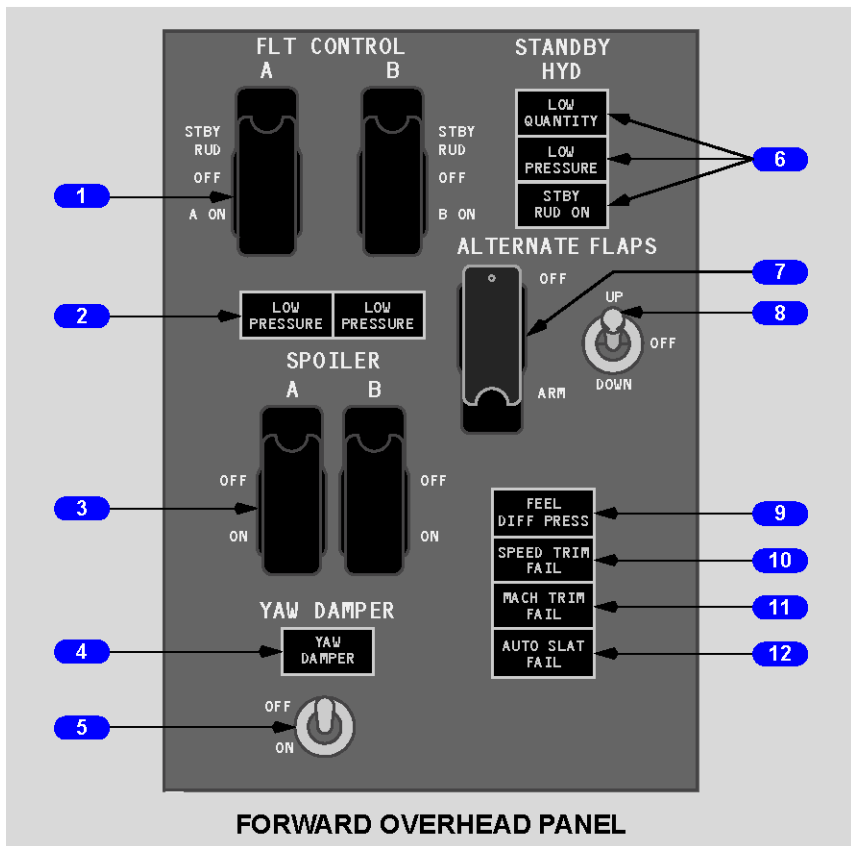 FLT CONTROL
A
B
STBY
RUD
OFF
A ON
STBY
RUD
OFF
B ON
STANDBY
HYD
LOW
QUANTITY
LOW
PRESSURE
STBY
RUD ON
6
1
ALTERNATE FLAPS
OFF
ARM
7
UP
OFF
DOWN
8
2
LOW
PRESSURE
LOW
PRESSURE
SPOILER
A
B
OFF
ON
OFF
ON
3
FEEL
DIFF PRESS
9
SPEED TRIM
FAIL
10
MACH TRIM
FAIL
11
AUTO SLAT
FAIL
12
YAW DAMPER
4
YAW
DAMPER
5
OFF
ON
FORWARD OVERHEAD PANEL